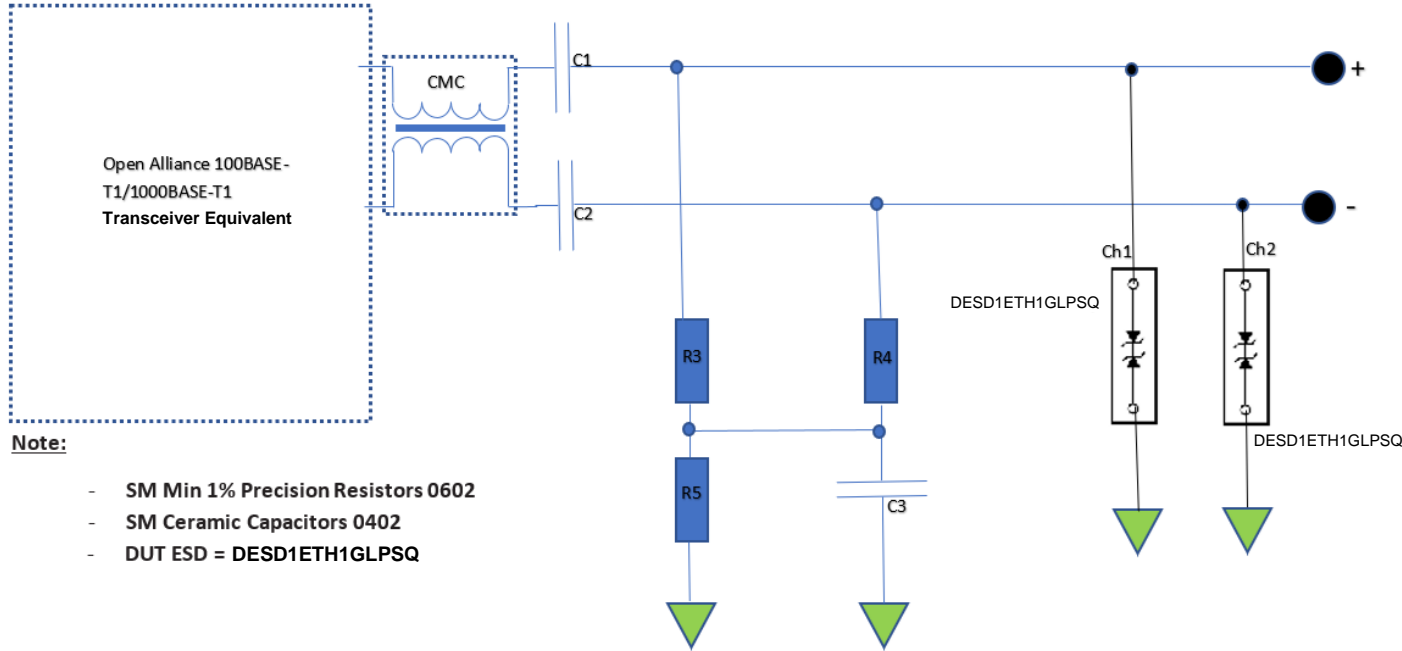 C1
+
CMC
Open Alliance 100BASE-
T1/1000BASE-T1
Transceiver Equivalent
C2
-
Ch1
Ch2
DESD1ETH1GLPSQ
R3
R4
DESD1ETH1GLPSQ
Note:
- SM Min 1% Precision Resistors 0602
- SM Ceramic Capacitors 0402
- DUT ESD = DESD1ETH1GLPSQ
R5
C3